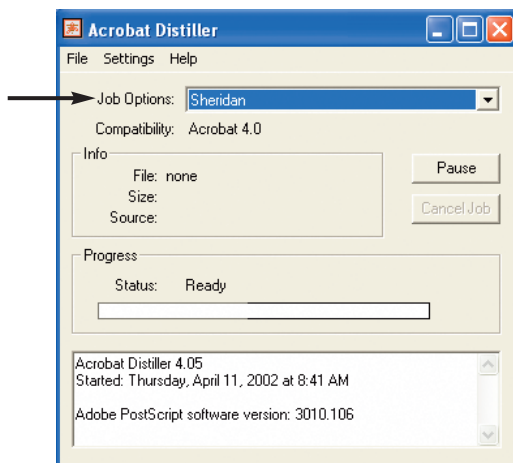 Acrobat Distiller
File Settings Help
Job Options: Sheridan
Compatibility: Acrobat 4.0
Info
File: none
Size:
Source:
Pause
Cancel Job
Progress
Status: Ready
Acrobat Distiller 4.05
Started: Thursday, April 11, 2002 at 8:41 AM
Adobe PostScript software version: 3010.106